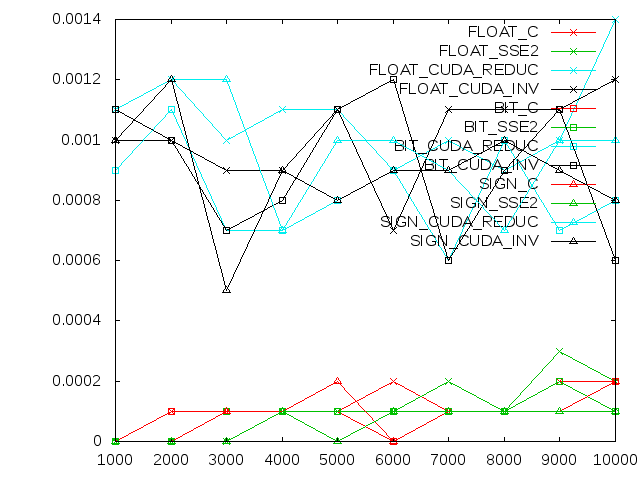 0.0014
0.0012
0.001
0.0008
0.0006
0.0004
0.0002
0
1000 2000 3000 4000 5000 6000 7000 8000 9000 10000
FLOAT_C
FLOAT_SSE2
FLOAT_CUDA_REDUC
FLOAT_CUDA_INV
BIT_C
BIT_SSE2
BIT_CUDA_REDUC
BIT_CUDA_INV
SIGN_C
SIGN_SSE2
SIGN_CUDA_REDUC
SIGN_CUDA_INV